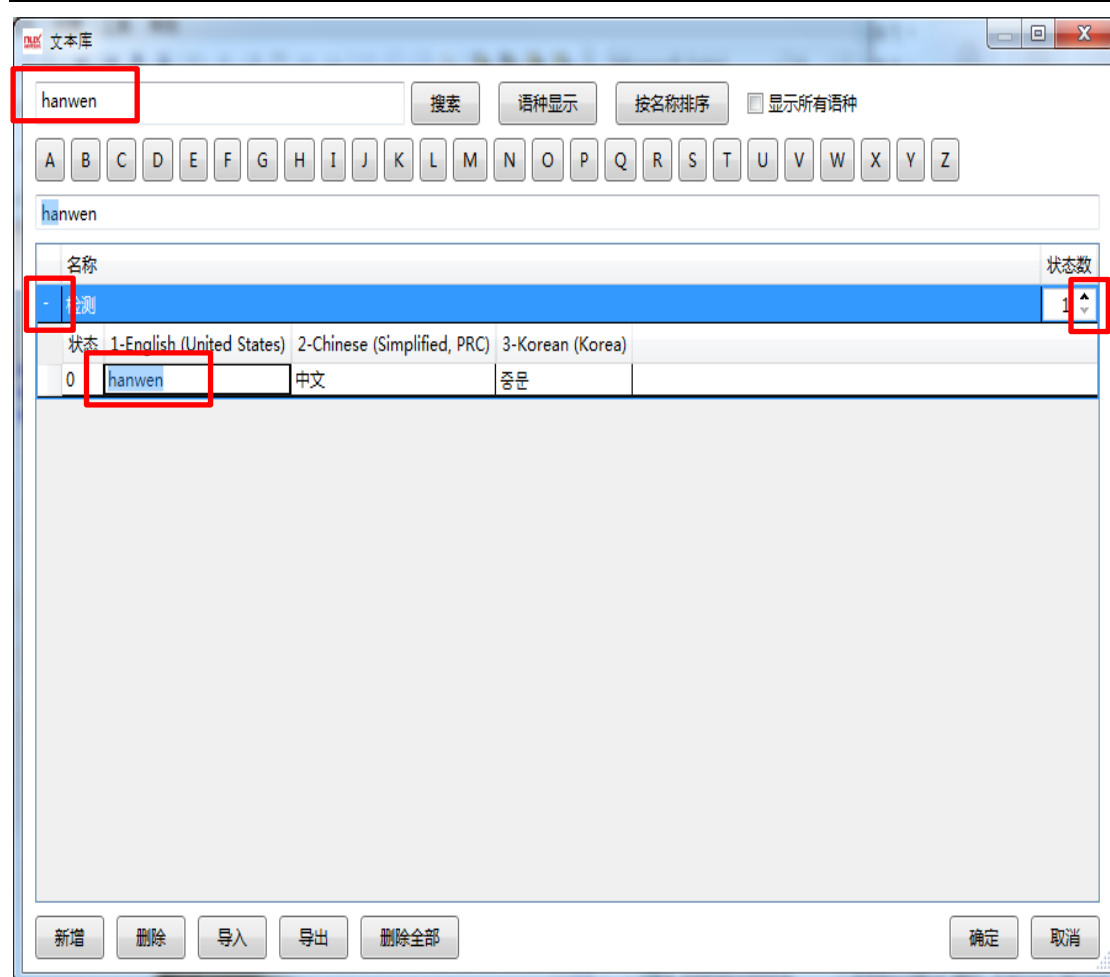 nux 文本库
hanwen 搜素 语种显示 按名称排序 显示所有语种
A B C D E F G H I J K L M N O P Q R S T U V W X Y Z
hanwen
名称 状态数
- 检测 1
状态 1-English (United States) 2-Chinese (Simplified, PRC) 3-Korean (Korea)
0 hanwen 中文 중문
新增 删除 导入 导出 删除全部 确定 取消